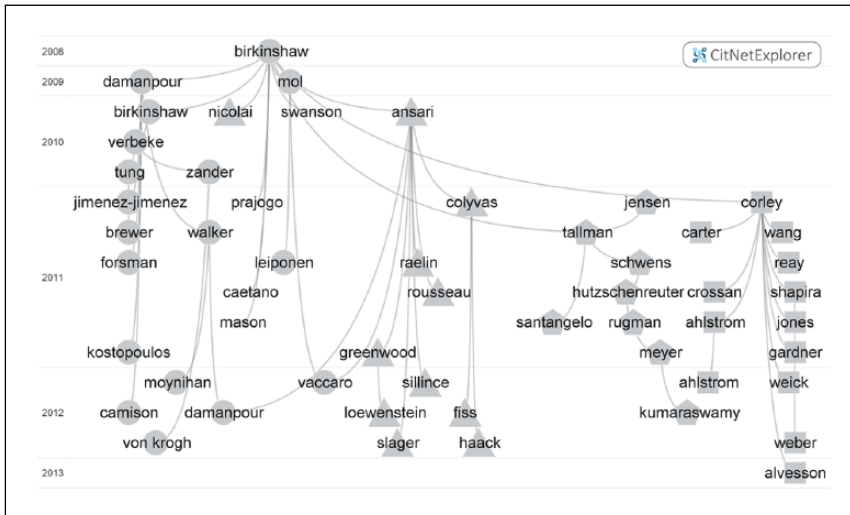 2008 birkinshaw CitNetExplorer
2009 damanpour mol
birkinshaw nicolai swanson ansari
2010 verbeke
tung zander
jimenez-jimenez prajogo colyvas jensen corley
brewer walker tallman carter wang
forsman leiponen raelin schwens reay
2011 caetano rousseau hutzschenreuter crossan shapira
mason santangelo rugman ahlstrom jones
kostopoulos greenwood meyer gardner
moynihan vaccaro sillince ahlstrom weick
2012 camison damanpour loewenstein fiss kumaraswamy
von krogh slager haack weber
2013 alvesson